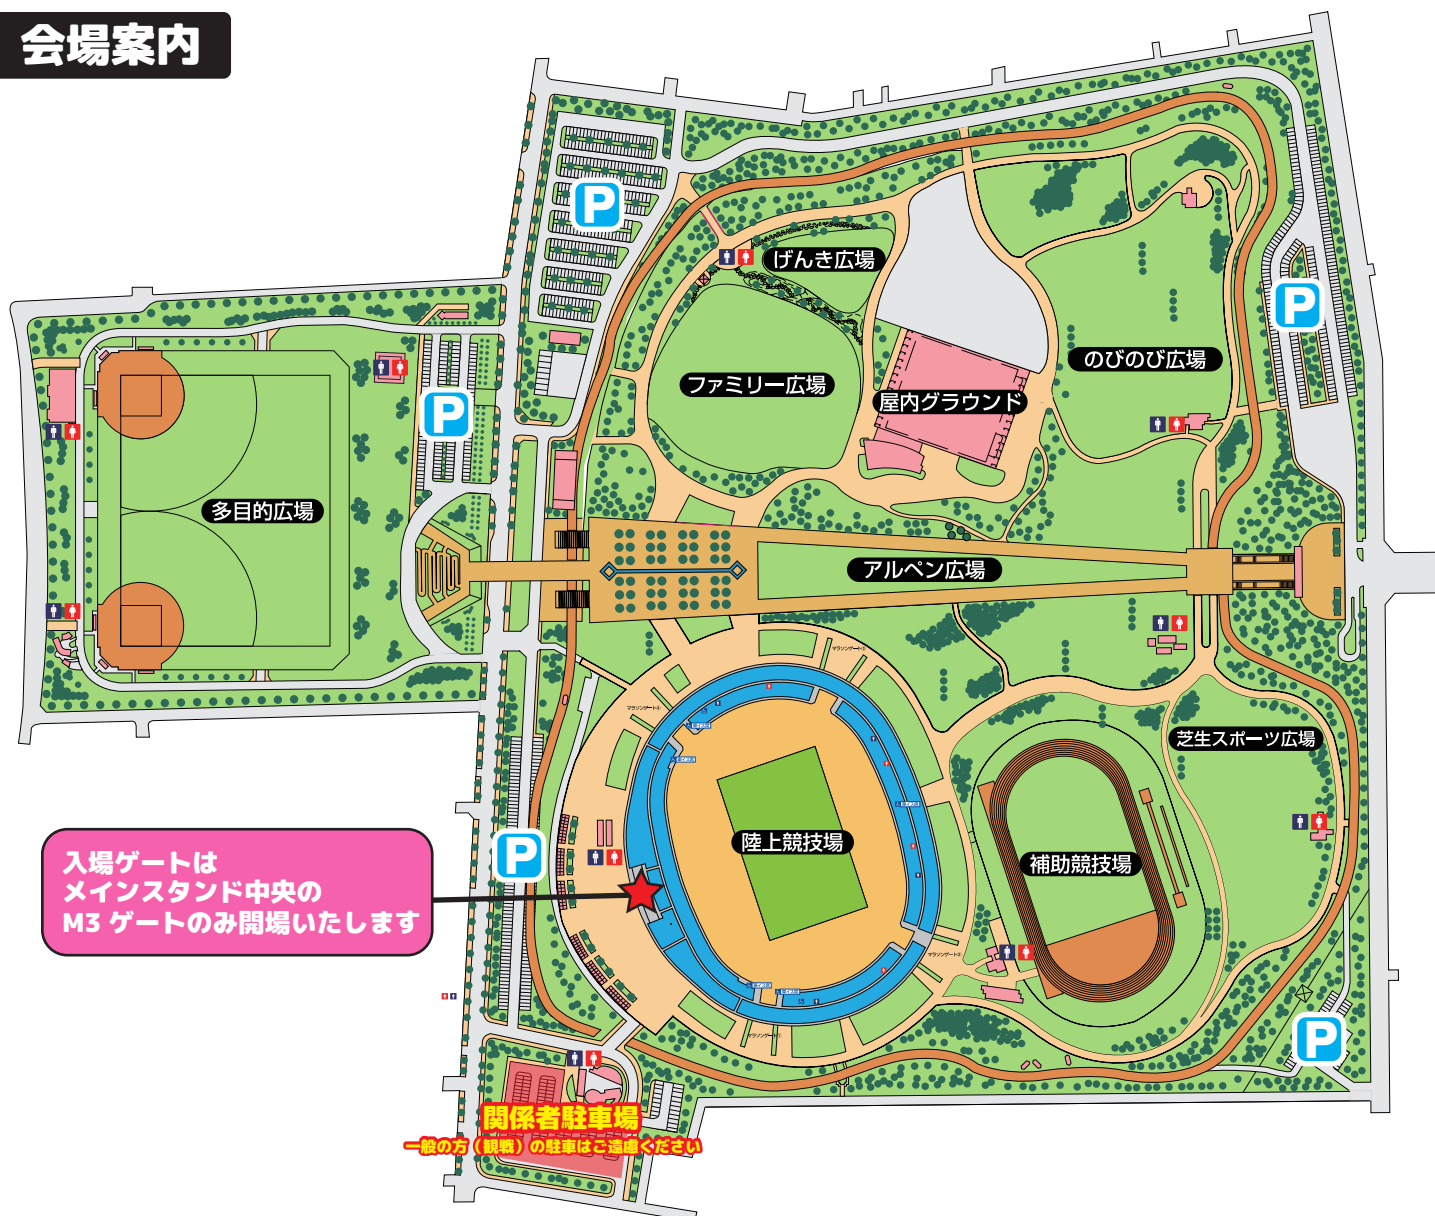 会場案内
P
げんき広場
P
のびのび広場
ファミリー広場
屋内グラウンド
P
多目的広場
アルペン広場
芝生スポーツ広場
陸上競技場
補助競技場
P
入場ゲートは
メインスタンド中央の
M3 ゲートのみ開場いたします
P
関係者駐車場
一般の方（観戦）の駐車はご遠慮ください